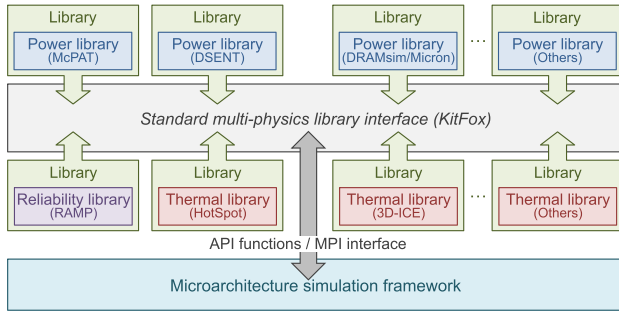 Library Library Library Library
Power library Power library Power library ... Power library
(McPAT) (DSENT) (DRAMsim/Micron) (Others)
Standard multi-physics library interface (KitFox)
Library Library Library Library
Reliability library Thermal library Thermal library ... Thermal library
(RAMP) (HotSpot) (3D-ICE) (Others)
API functions / MPI interface
Microarchitecture simulation framework